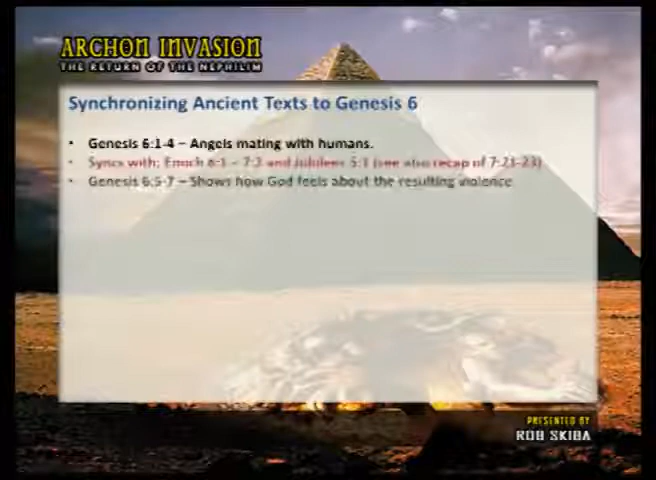 ARCHON INVASION
THE RETURN OF THE NEPHILIM
Synchronizing Ancient Texts to Genesis 6
• Genesis 6:1-4 – Angels mating with humans.
• Syncs with: Enoch 6:1 – 7:2 and Jubilees 5:1 (see also recap of 7:21-23)
• Genesis 6:5-7 – Shows how God feels about the resulting violence
PRESENTED BY
ROB SKIBA